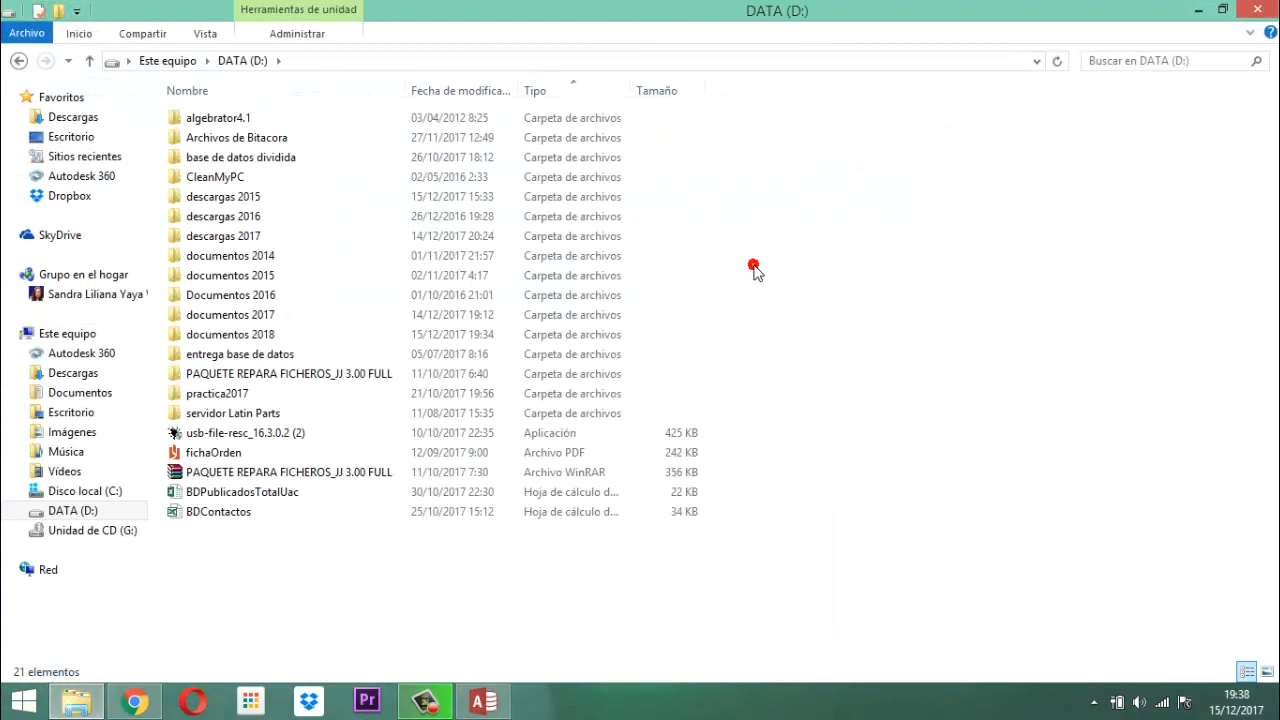 Herramientas de unidad
DATA (D:)
Archivo Inicio Compartir Vista Administrar
Este equipo DATA (D:)
Buscar en DATA (D:)
Nombre Fecha de modifica... Tipo Tamaño
Favoritos
Descargas
Escritorio
Sitios recientes
Autodesk 360
Dropbox
SkyDrive
Grupo en el hogar
Sandra Liliana Yaya
Este equipo
Autodesk 360
Descargas
Documentos
Escritorio
Imágenes
Música
Vídeos
Disco local (C:)
DATA (D:)
Unidad de CD (G:)
Red
algebrator4.1 03/04/2012 8:25 Carpeta de archivos
Archivos de Bitacora 27/11/2017 12:49 Carpeta de archivos
base de datos dividida 26/10/2017 18:12 Carpeta de archivos
CleanMyPC 02/05/2016 2:33 Carpeta de archivos
descargas 2015 15/12/2017 15:33 Carpeta de archivos
descargas 2016 26/12/2016 19:28 Carpeta de archivos
descargas 2017 14/12/2017 20:24 Carpeta de archivos
documentos 2014 01/11/2017 21:57 Carpeta de archivos
documentos 2015 02/11/2017 4:17 Carpeta de archivos
Documentos 2016 01/10/2016 21:01 Carpeta de archivos
documentos 2017 14/12/2017 19:12 Carpeta de archivos
documentos 2018 15/12/2017 19:34 Carpeta de archivos
entrega base de datos 05/07/2017 8:16 Carpeta de archivos
PAQUETE REPARA FICHEROS_JJ 3.00 FULL 11/10/2017 6:40 Carpeta de archivos
practica2017 21/10/2017 19:56 Carpeta de archivos
servidor Latin Parts 11/08/2017 15:35 Carpeta de archivos
usb-file-resc_16.3.0.2 (2) 10/10/2017 22:35 Aplicación 425 KB
fichaOrden 12/09/2017 9:00 Archivo PDF 242 KB
PAQUETE REPARA FICHEROS_JJ 3.00 FULL 11/10/2017 7:30 Archivo WinRAR 356 KB
BDPublicadosTotalUac 30/10/2017 22:30 Hoja de cálculo d... 22 KB
BDContactos 25/10/2017 15:12 Hoja de cálculo d... 34 KB
21 elementos
Pr
19:38
15/12/2017